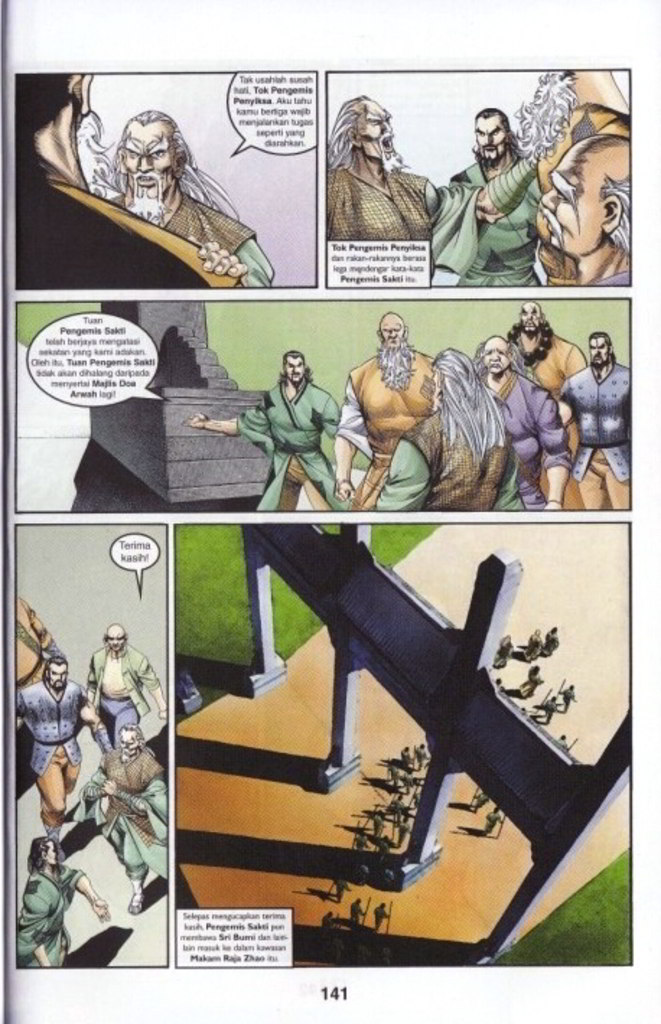 Tak usahlah susah
hati, Tok Pengemis
Penyiksa. Aku tahu
kamu bertiga wajib
menjalankan tugas
seperti yang
diarahkan.
Tok Pengemis Penyiksa
dan rakan-rakannya berasa
lega mendengar kata-kata
Pengemis Sakti itu.
Tuan
Pengemis Sakti
telah berjaya mengatasi
sekatan yang kami adakan.
Oleh itu, Tuan Pengemis Sakti
tidak akan dihalang daripada
menyertai Majlis Doa
Arwah lagi!
Terima
kasih!
Selepas mengucapkan terima
kasih, Pengemis Sakti pun
membawa Sri Bumi dan lain-
lain masuk ke dalam kawasan
Makam Raja Zhao itu.
141